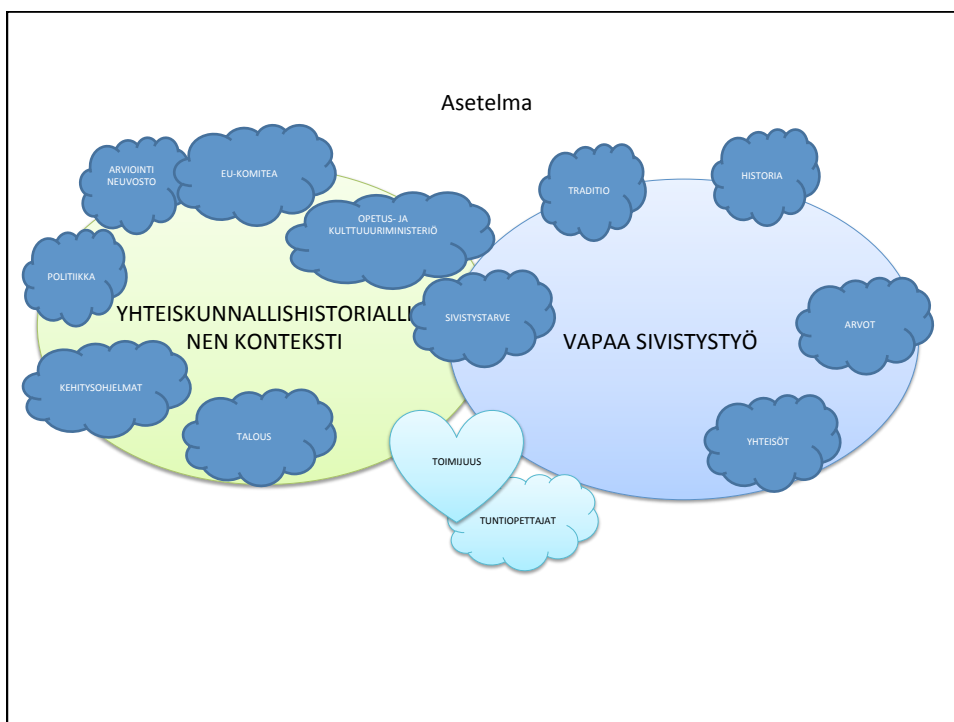 Asetelma
ARVIOINTI
NEUVOSTO
EU-KOMITEA
TRADITIO
HISTORIA
OPETUS- JA
KULTTUUURIMINISTERIÖ
POLITIIKKA
YHTEISKUNNALLISHISTORIALLI
NEN KONTEKSTI
SIVISTYSTARVE
VAPAA SIVISTYSTYÖ
ARVOT
KEHITYSOHJELMAT
TALOUS
YHTEISÖT
TOIMIJUUS
TUNTIOPETTAJAT